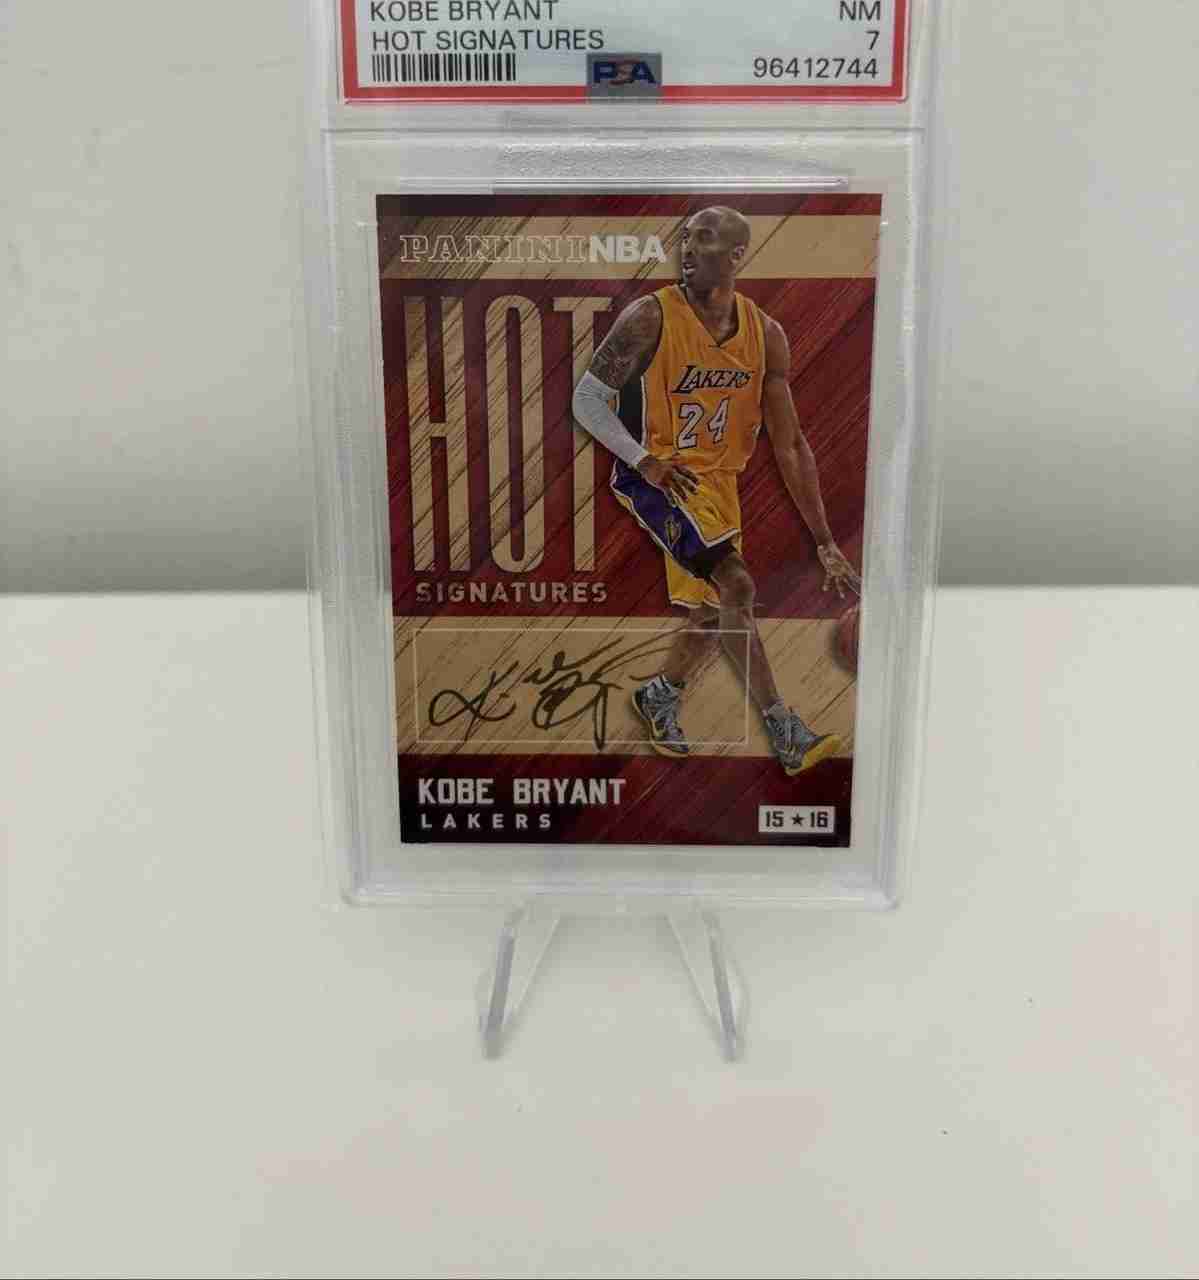 KOBE BRYANT NM
HOT SIGNATURES 7
PSA 96412744
PANINI NBA
HOT
SIGNATURES
LAKERS
24
KOBE BRYANT
LAKERS
15★16